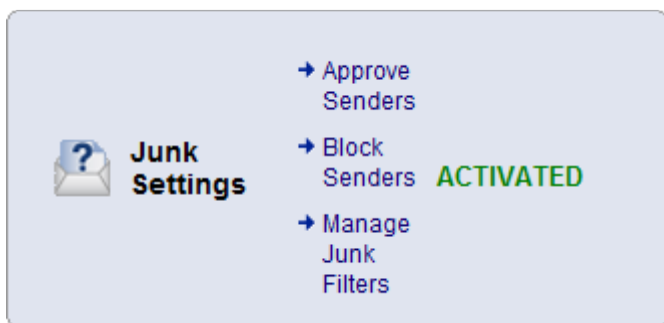 ?
Junk
Settings
Approve
Senders
Block
Senders
ACTIVATED
Manage
Junk
Filters